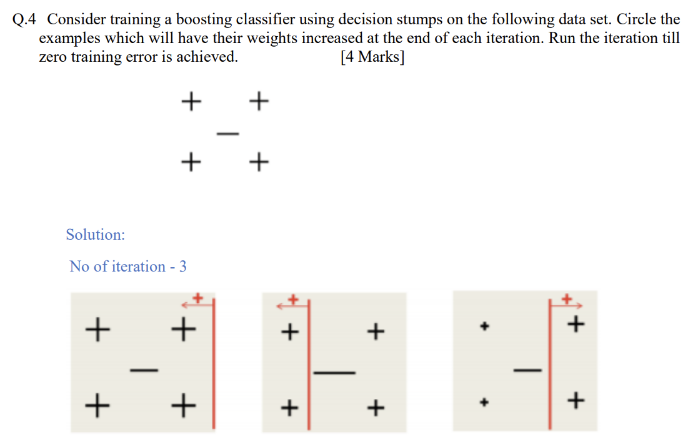 Q.4 Consider training a boosting classifier using decision stumps on the following data set. Circle the
examples which will have their weights increased at the end of each iteration. Run the iteration till
zero training error is achieved. [4 Marks]
+ +
−
+ +
Solution:
No of iteration - 3
+ + +
+ + + + + +
− − −
+ + + + + +